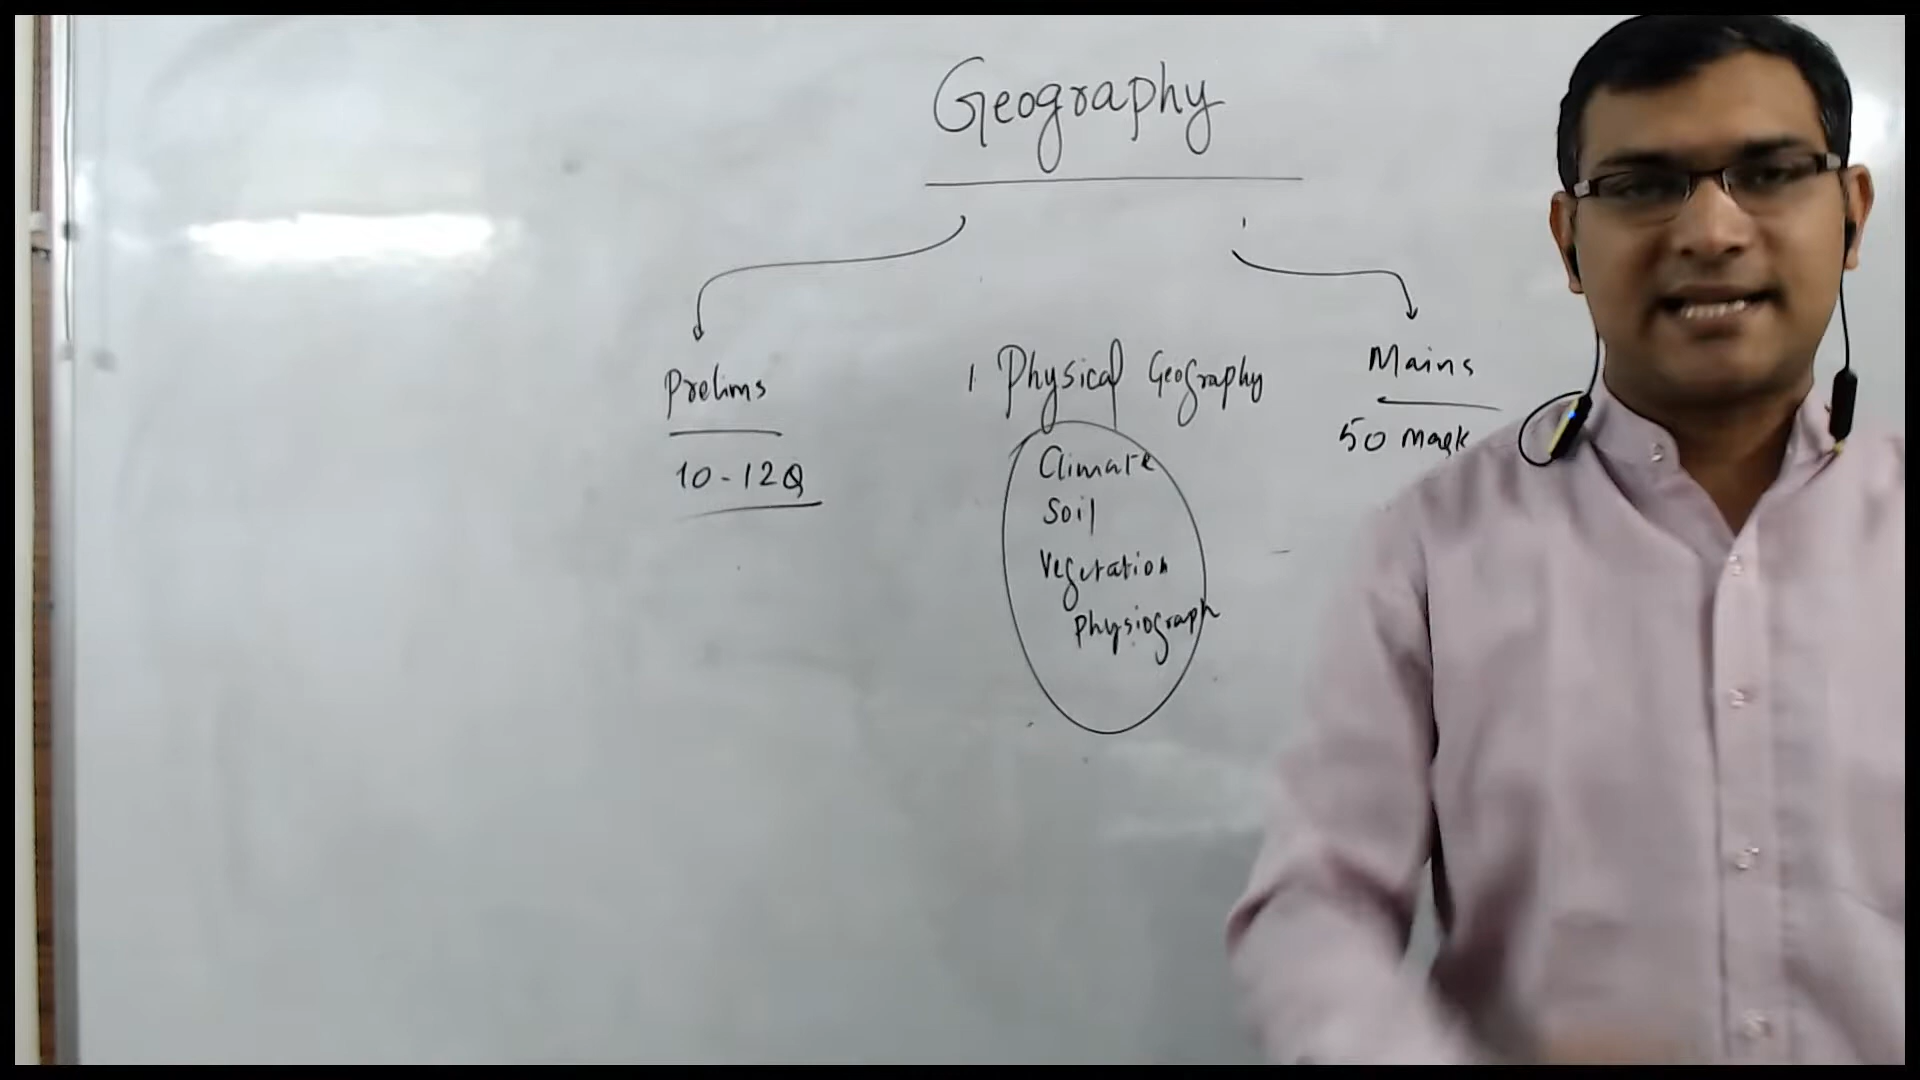 Geography
Prelims
10-12Q
1 Physical Geography
Climate
Soil
Vegetation
Physiograph
Mains
50 Mark